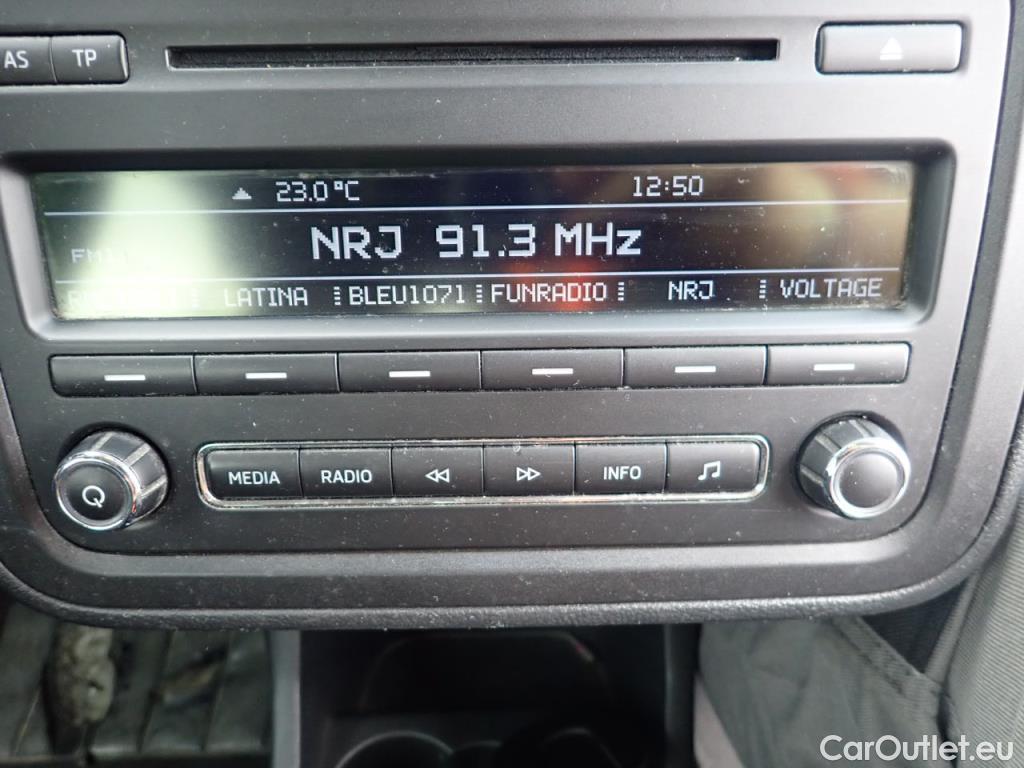 AS TP
23.0°C 12:50
NRJ 91.3 MHz
FM1
LATINA BLEU1071 FUNRADIO NRJ VOLTAGE
MEDIA RADIO INFO
CarOutlet.eu